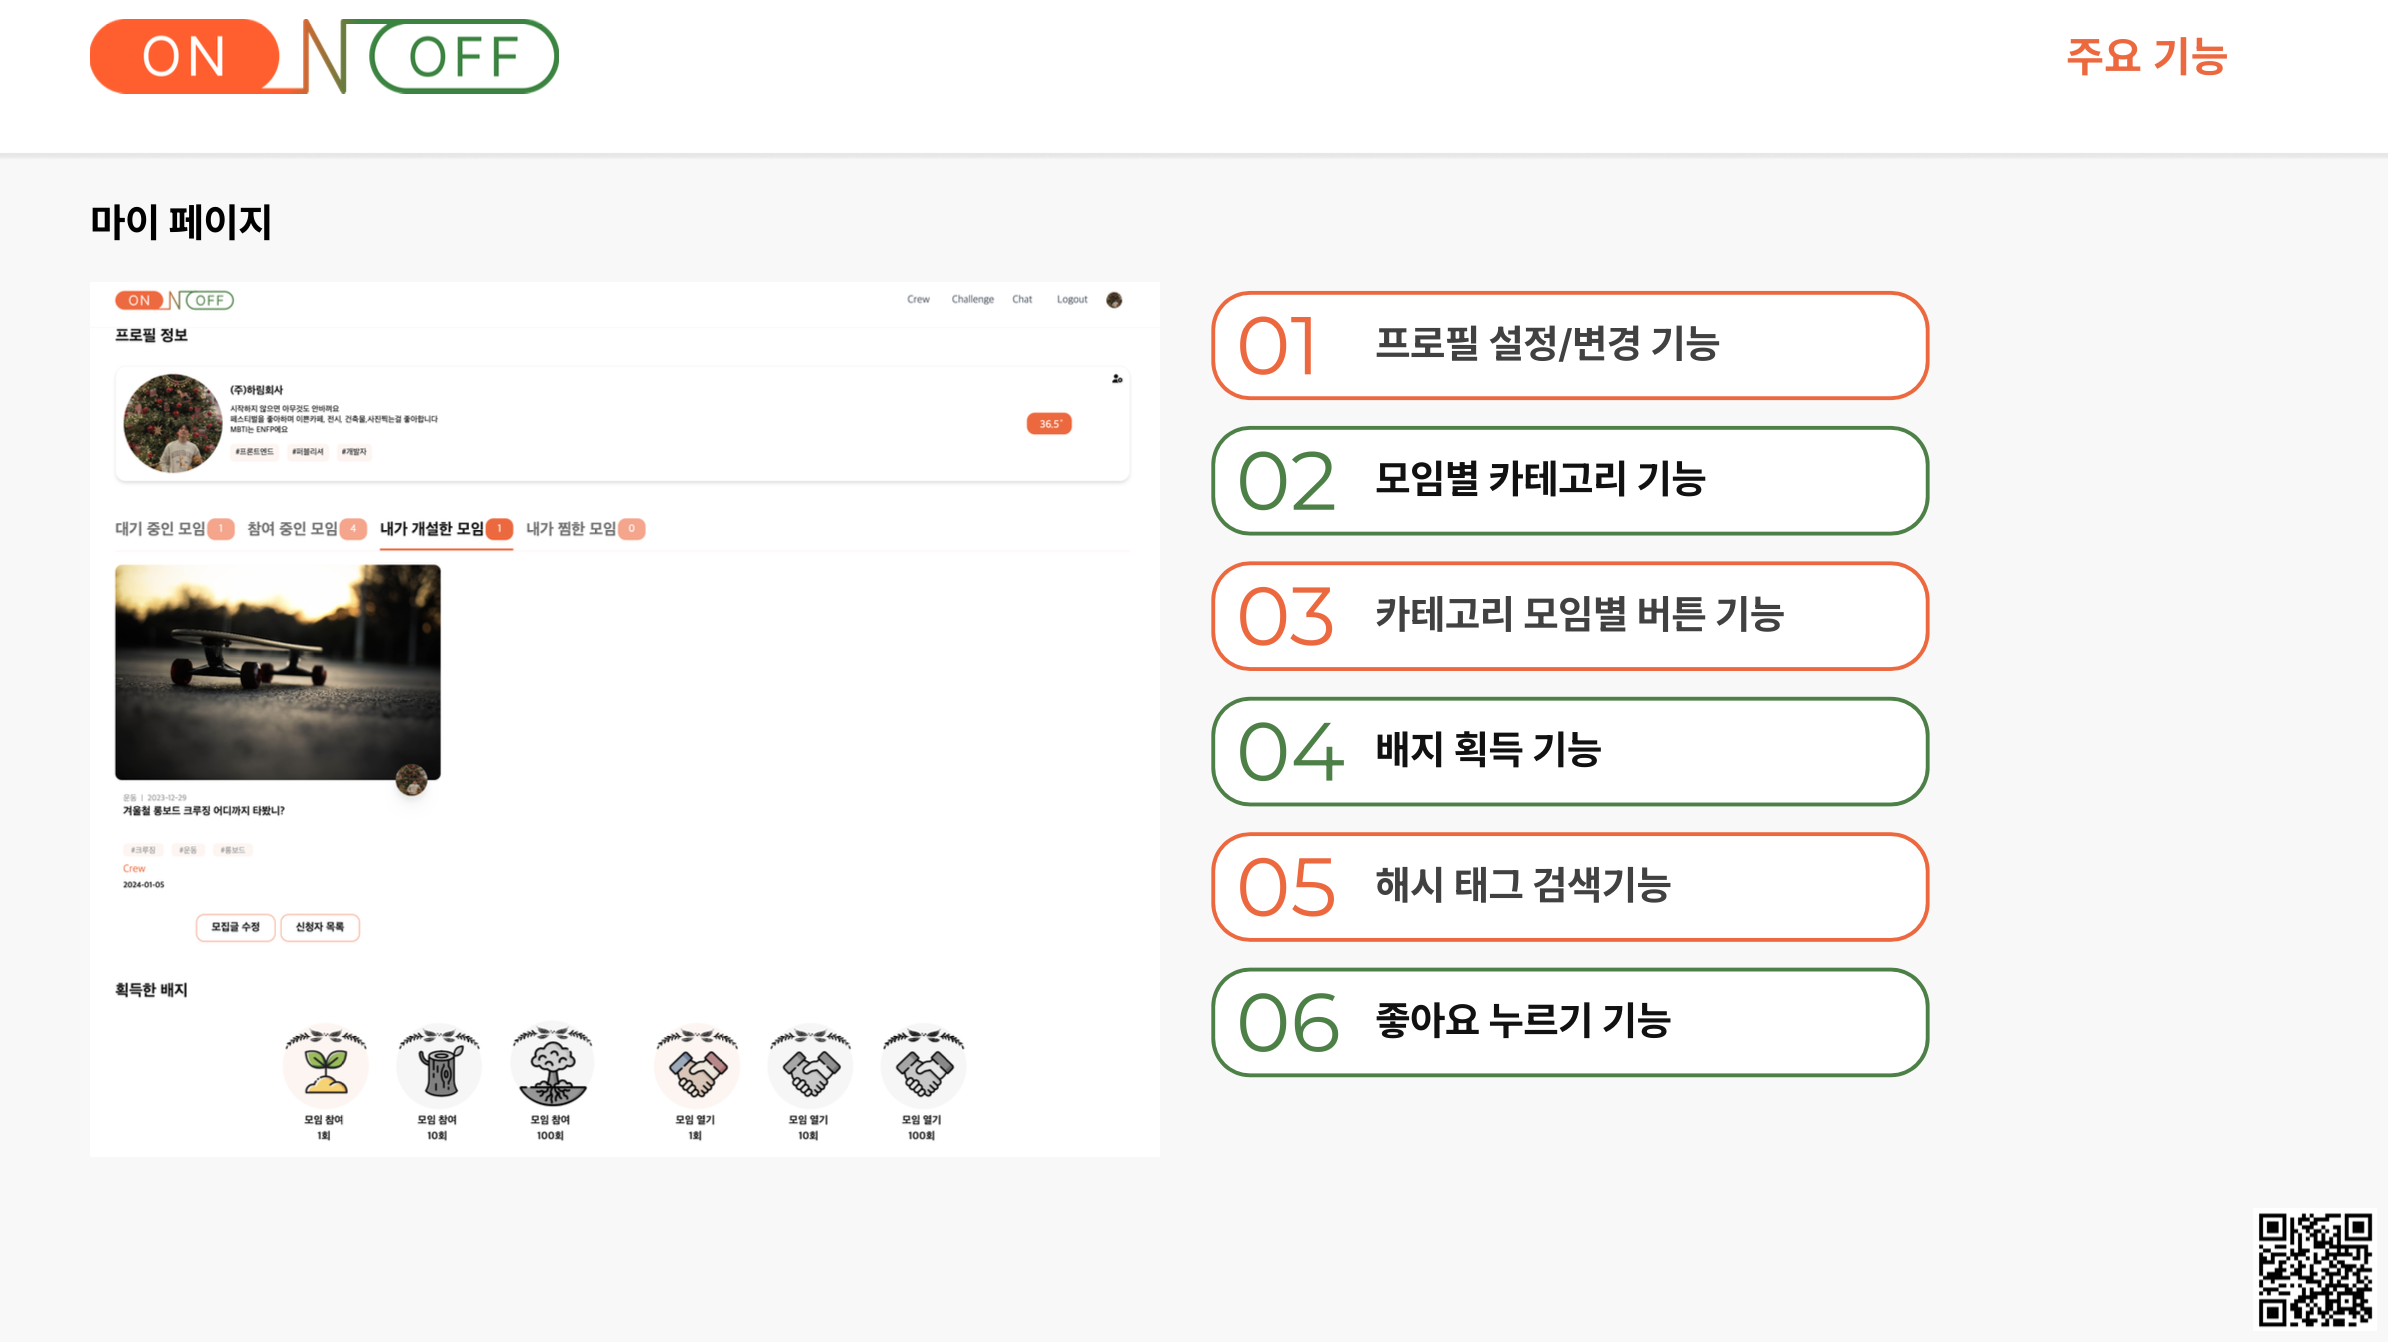 ON N OFF
주요 기능
마이 페이지
ON N OFF
Crew Challenge Chat Logout
프로필 정보
(주)하림회사
시작하지 않으면 아무것도 안바껴요
페스티벌을 좋아하며 이쁜카페, 전시, 건축물,사진찍는걸 좋아합니다
MBTI는 ENFP에요
#프론트엔드 #퍼블리셔 #개발자
36.5°
대기 중인 모임 1 참여 중인 모임 4 내가 개설한 모임 1 내가 찜한 모임 0
운동 | 2023-12-29
겨울철 롱보드 크루징 어디까지 타봤니?
#크루징 #운동 #롱보드
Crew
2024-01-05
모집글 수정 신청자 목록
획득한 배지
모임 참여 모임 참여 모임 참여 모임 열기 모임 열기 모임 열기
1회 10회 100회 1회 10회 100회
01 프로필 설정/변경 기능
02 모임별 카테고리 기능
03 카테고리 모임별 버튼 기능
04 배지 획득 기능
05 해시 태그 검색기능
06 좋아요 누르기 기능